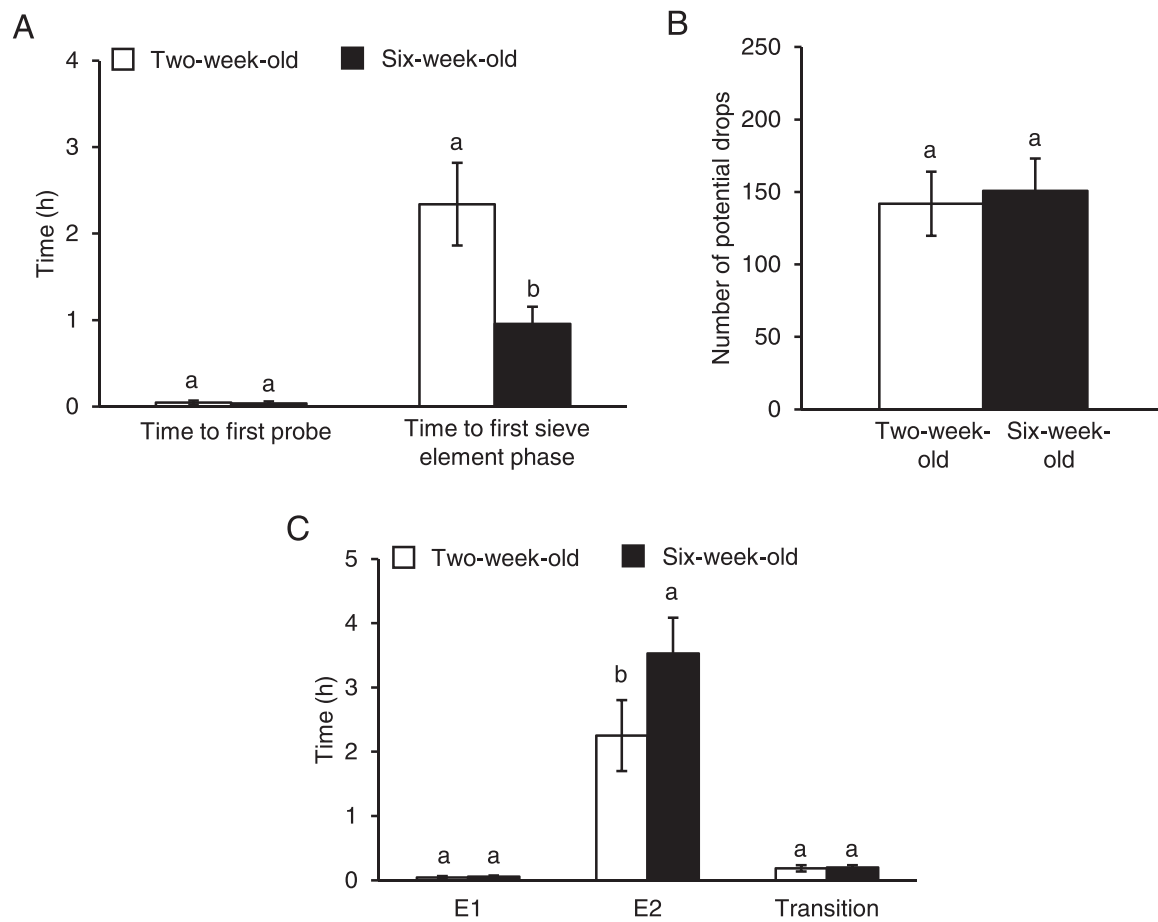 A
Two-week-old
Six-week-old
4
3
2
1
0
Time (h)
a
a
a
b
Time to first probe
Time to first sieve
element phase
B
250
200
150
100
50
0
Number of potential drops
a
a
Two-week-
old
Six-week-
old
C
Two-week-old
Six-week-old
5
4
3
2
1
0
Time (h)
a
a
b
a
a
a
E1
E2
Transition